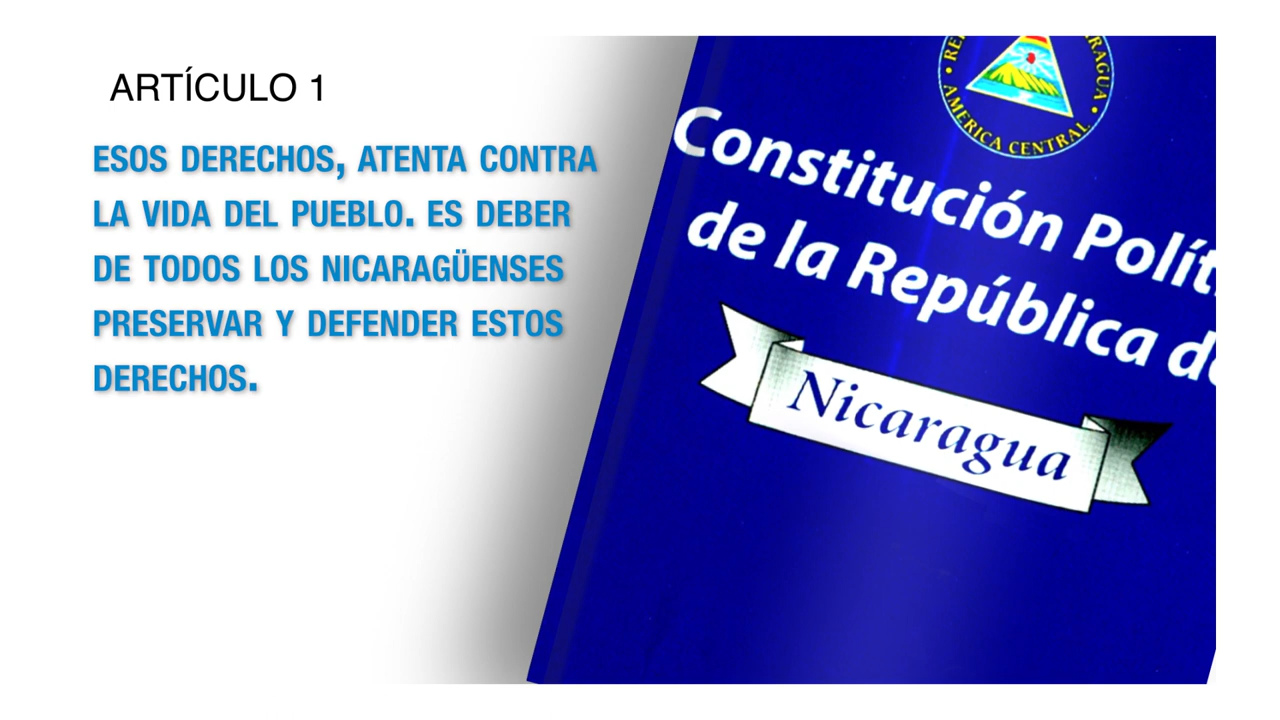 ARTÍCULO 1
ESOS DERECHOS, ATENTA CONTRA
LA VIDA DEL PUEBLO. ES DEBER
DE TODOS LOS NICARAGÜENSES
PRESERVAR Y DEFENDER ESTOS
DERECHOS.
AMERICA CENTRAL
Constitución Polít
de la República de
Nicaragua